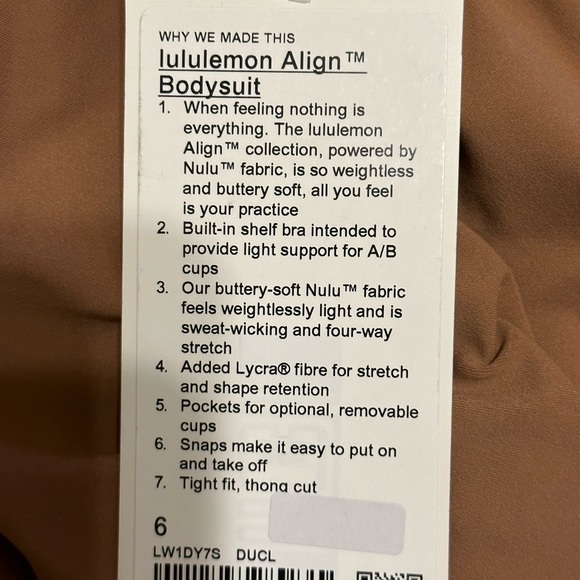 WHY WE MADE THIS
lululemon Align™
Bodysuit
1. When feeling nothing is
everything. The lululemon
Align™ collection, powered by
Nulu™ fabric, is so weightless
and buttery soft, all you feel
is your practice
2. Built-in shelf bra intended to
provide light support for A/B
cups
3. Our buttery-soft Nulu™ fabric
feels weightlessly light and is
sweat-wicking and four-way
stretch
4. Added Lycra® fibre for stretch
and shape retention
5. Pockets for optional, removable
cups
6. Snaps make it easy to put on
and take off
7. Tight fit, thong cut
6
LW1DY7S DUCL